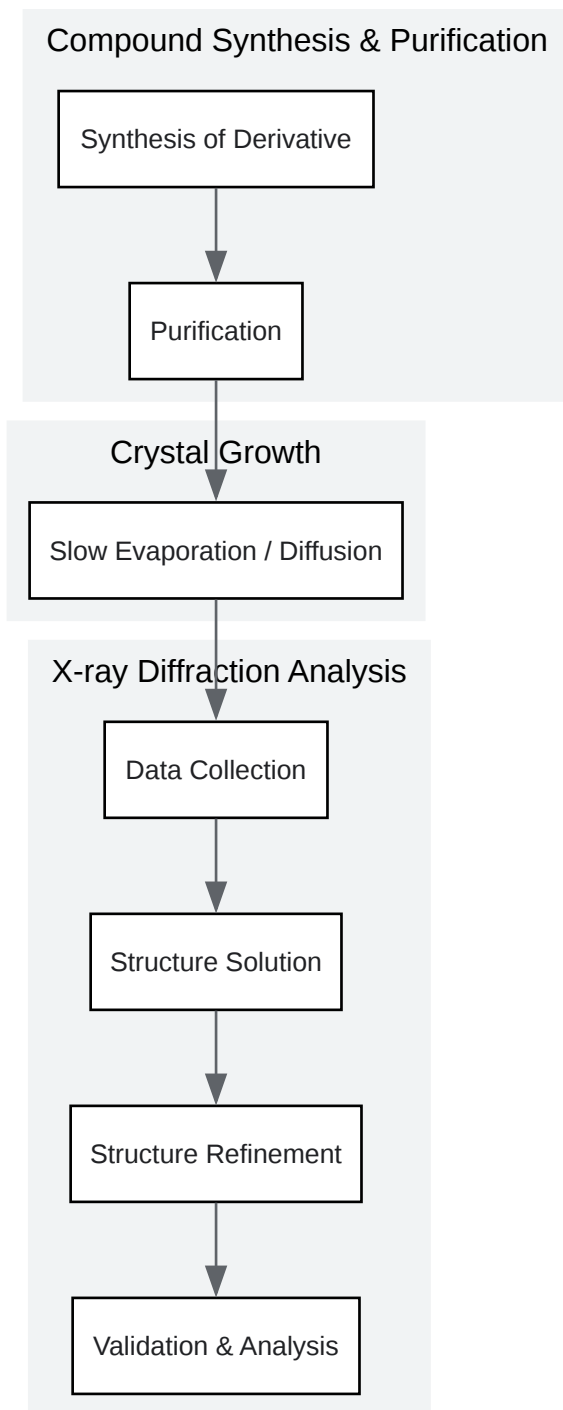 Compound Synthesis & Purification
Synthesis of Derivative
Purification
Crystal Growth
Slow Evaporation / Diffusion
X-ray Diffraction Analysis
Data Collection
Structure Solution
Structure Refinement
Validation & Analysis